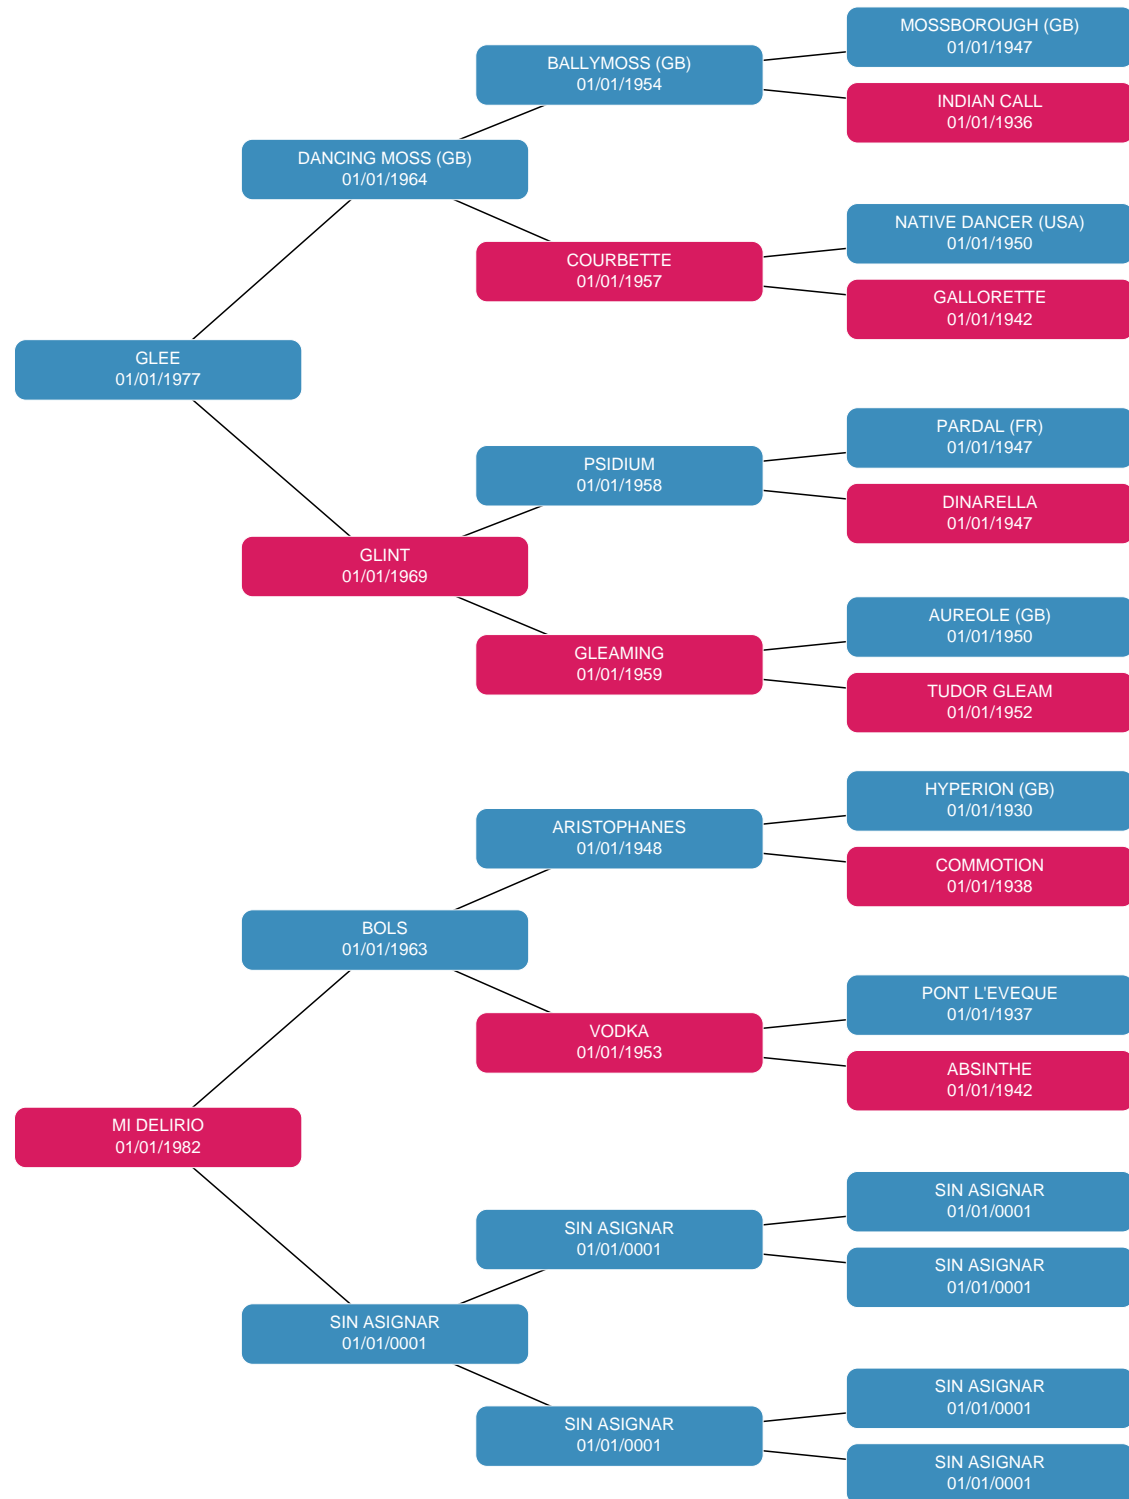 MOSSBOROUGH (GB)
01/01/1947
BALLYMOSS (GB)
01/01/1954
INDIAN CALL
01/01/1936
DANCING MOSS (GB)
01/01/1964
NATIVE DANCER (USA)
01/01/1950
COURBETTE
01/01/1957
GALLORETTE
01/01/1942
GLEE
01/01/1977
PARDAL (FR)
01/01/1947
PSIDIUM
01/01/1958
DINARELLA
01/01/1947
GLINT
01/01/1969
AUREOLE (GB)
01/01/1950
GLEAMING
01/01/1959
TUDOR GLEAM
01/01/1952
HYPERION (GB)
01/01/1930
ARISTOPHANES
01/01/1948
COMMOTION
01/01/1938
BOLS
01/01/1963
PONT L'EVEQUE
01/01/1937
VODKA
01/01/1953
ABSINTHE
01/01/1942
MI DELIRIO
01/01/1982
SIN ASIGNAR
01/01/0001
SIN ASIGNAR
01/01/0001
SIN ASIGNAR
01/01/0001
SIN ASIGNAR
01/01/0001
SIN ASIGNAR
01/01/0001
SIN ASIGNAR
01/01/0001
SIN ASIGNAR
01/01/0001